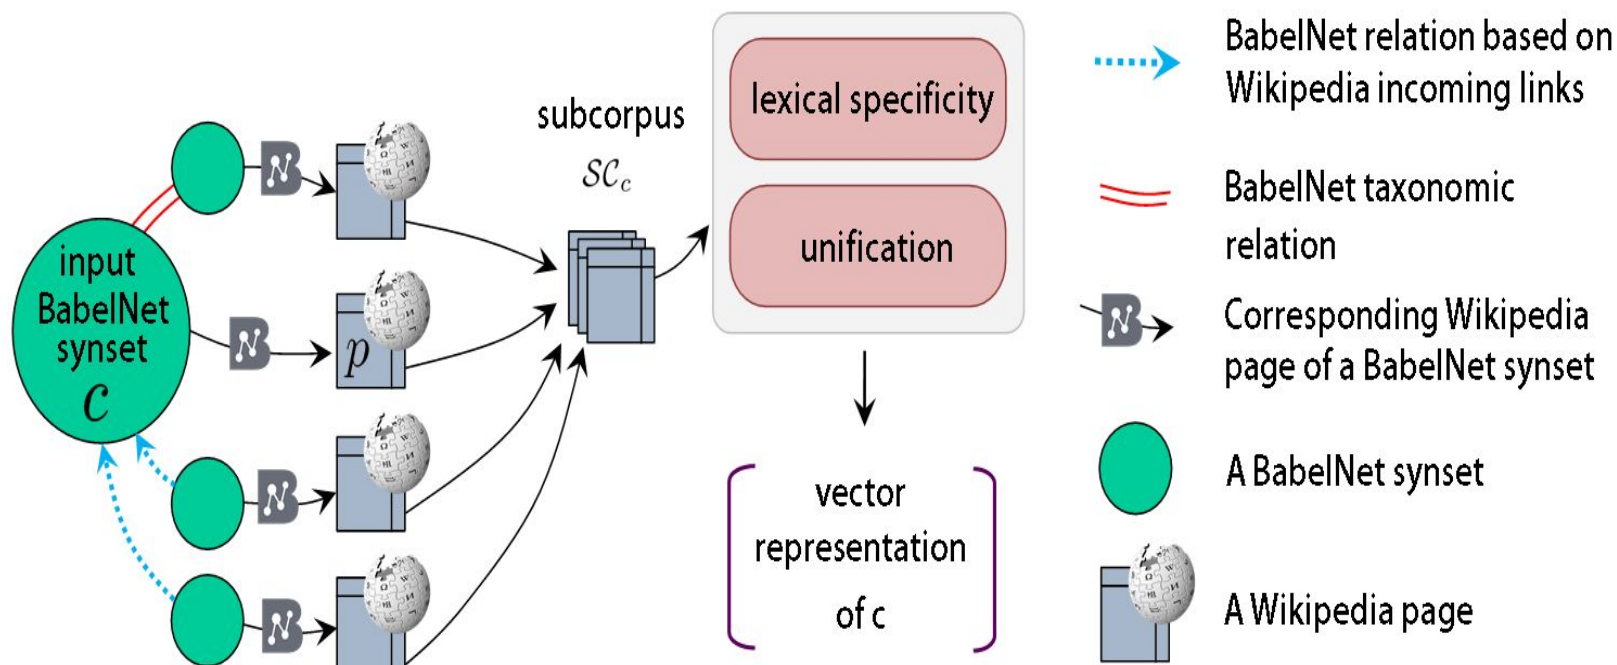 input
BabelNet
synset
c
p
subcorpus
SC_c
lexical specificity
unification
vector
representation
of c
BabelNet relation based on
Wikipedia incoming links
BabelNet taxonomic
relation
Corresponding Wikipedia
page of a BabelNet synset
A BabelNet synset
A Wikipedia page